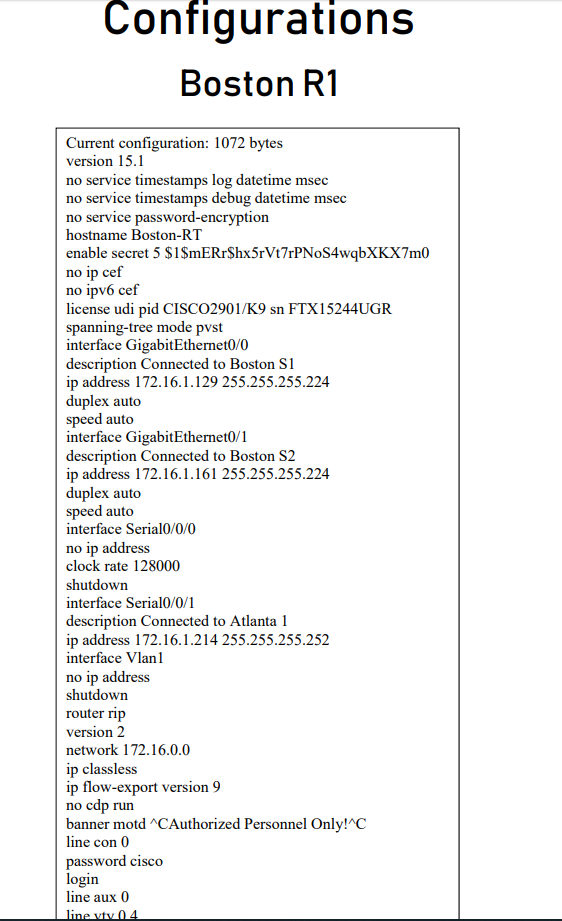 Configurations
Boston R1
Current configuration: 1072 bytes
version 15.1
no service timestamps log datetime msec
no service timestamps debug datetime msec
no service password-encryption
hostname Boston-RT
enable secret 5 $1$mERr$hx5rVt7rPNoS4wqbXKX7m0
no ip cef
no ipv6 cef
license udi pid CISCO2901/K9 sn FTX15244UGR
spanning-tree mode pvst
interface GigabitEthernet0/0
description Connected to Boston S1
ip address 172.16.1.129 255.255.255.224
duplex auto
speed auto
interface GigabitEthernet0/1
description Connected to Boston S2
ip address 172.16.1.161 255.255.255.224
duplex auto
speed auto
interface Serial0/0/0
no ip address
clock rate 128000
shutdown
interface Serial0/0/1
description Connected to Atlanta 1
ip address 172.16.1.214 255.255.255.252
interface Vlan1
no ip address
shutdown
router rip
version 2
network 172.16.0.0
ip classless
ip flow-export version 9
no cdp run
banner motd ^CAuthorized Personnel Only!^C
line con 0
password cisco
login
line aux 0
line vty 0 4